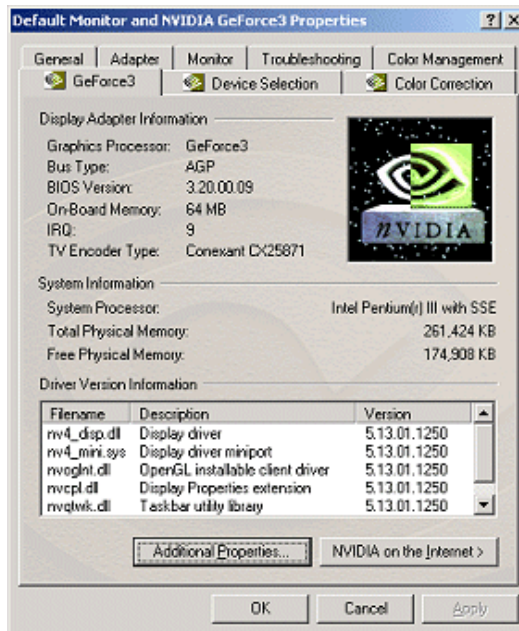 Default Monitor and NVIDIA GeForce3 Properties
General Adapter Monitor Troubleshooting Color Management
GeForce3 Device Selection Color Correction
Display Adapter Information
Graphics Processor: GeForce3
Bus Type: AGP
BIOS Version: 3.20.00.09
On-Board Memory: 64 MB
IRQ: 9
TV Encoder Type: Conexant CX25871
NVIDIA
System Information
System Processor: Intel Pentium(r) III with SSE
Total Physical Memory: 261,424 KB
Free Physical Memory: 174,908 KB
Driver Version Information
Filename Description Version
nv4_disp.dll Display driver 5.13.01.1250
nv4_mini.sys Display driver miniport 5.13.01.1250
nvoglnt.dll OpenGL installable client driver 5.13.01.1250
nvcpl.dll Display Properties extension 5.13.01.1250
nvqtwk.dll Taskbar utility library 5.13.01.1250
Additional Properties... NVIDIA on the Internet >
OK Cancel Apply